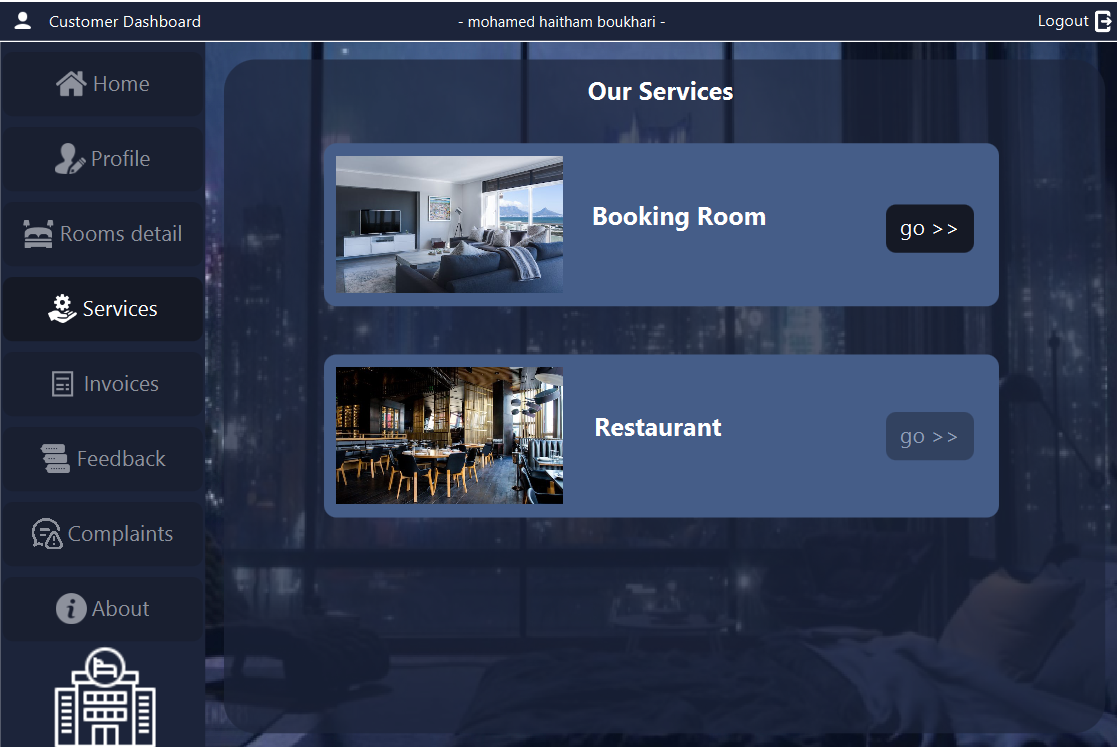 Customer Dashboard
- mohamed haitham boukhari -
Logout
Home
Profile
Rooms detail
Services
Invoices
Feedback
Complaints
About
Our Services
Booking Room
go >>
Restaurant
go >>